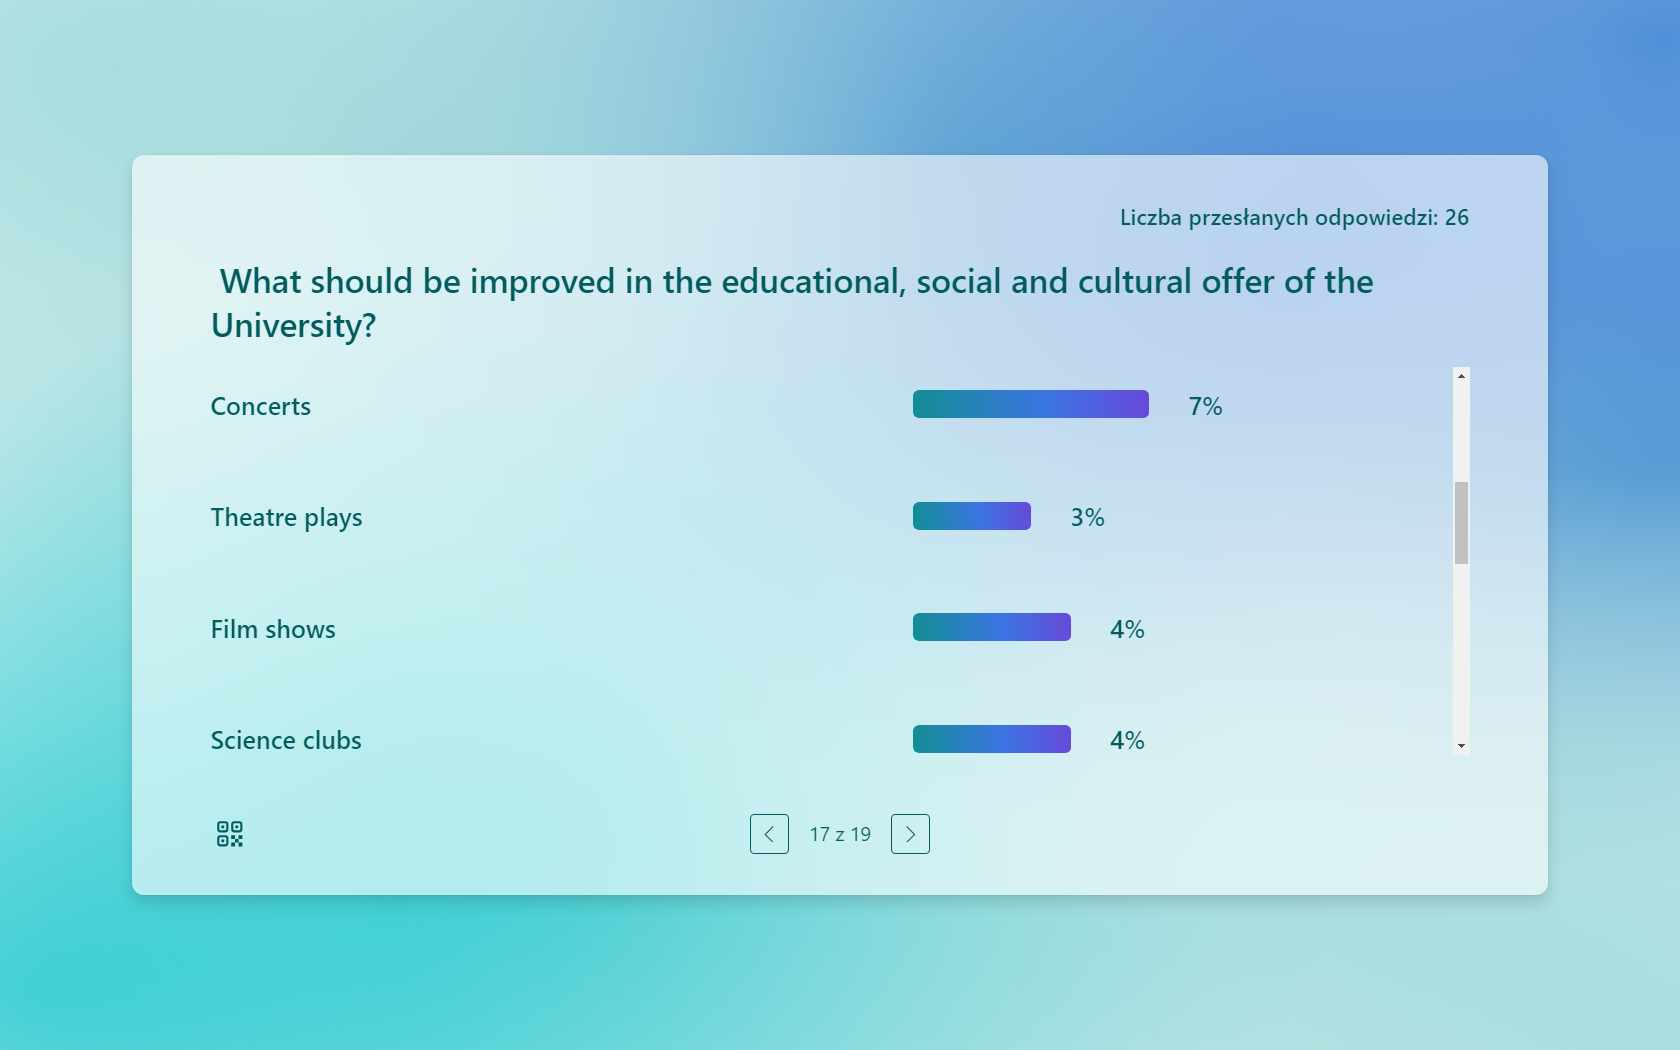 Liczba przesłanych odpowiedzi: 26
What should be improved in the educational, social and cultural offer of the
University?
Concerts 7%
Theatre plays 3%
Film shows 4%
Science clubs 4%
17 z 19